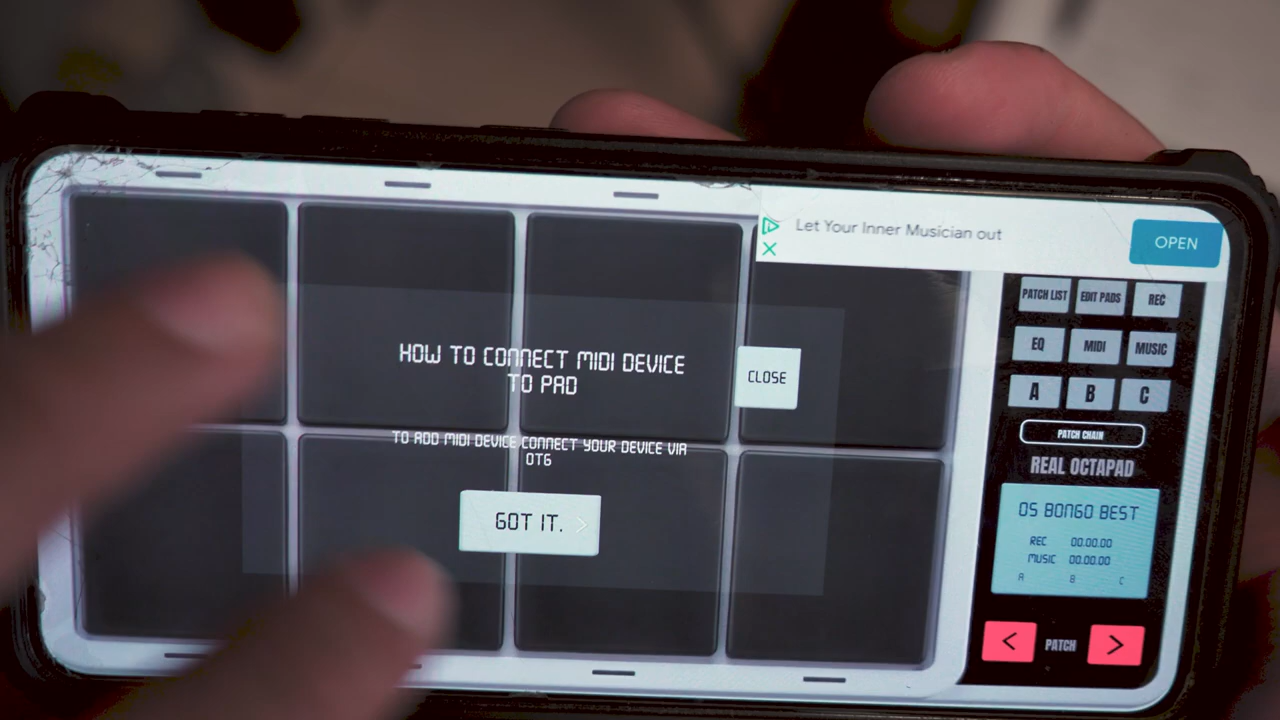 Let Your Inner Musician out
OPEN
PATCH LIST
EDIT PADS
REC
EQ
MIDI
MUSIC
A
B
C
PATCH CHAIN
REAL OCTAPAD
05 BONGO BEST
REC 00.00.00
MUSIC 00.00.00
A B C
< PATCH >
HOW TO CONNECT MIDI DEVICE
TO PAD
CLOSE
TO ADD MIDI DEVICE CONNECT YOUR DEVICE VIA
OTG
GOT IT.